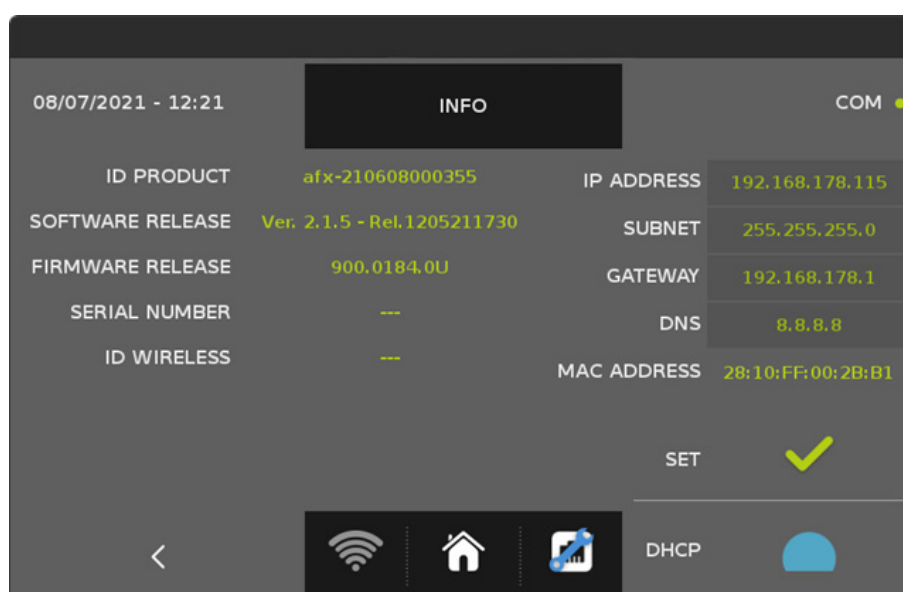 08/07/2021 - 12:21
INFO
COM
ID PRODUCT afx-210608000355
SOFTWARE RELEASE Ver. 2.1.5 - Rel.1205211730
FIRMWARE RELEASE 900.0184.0U
SERIAL NUMBER ---
ID WIRELESS ---
IP ADDRESS 192.168.178.115
SUBNET 255.255.255.0
GATEWAY 192.168.178.1
DNS 8.8.8.8
MAC ADDRESS 28:10:FF:00:2B:B1
SET
DHCP